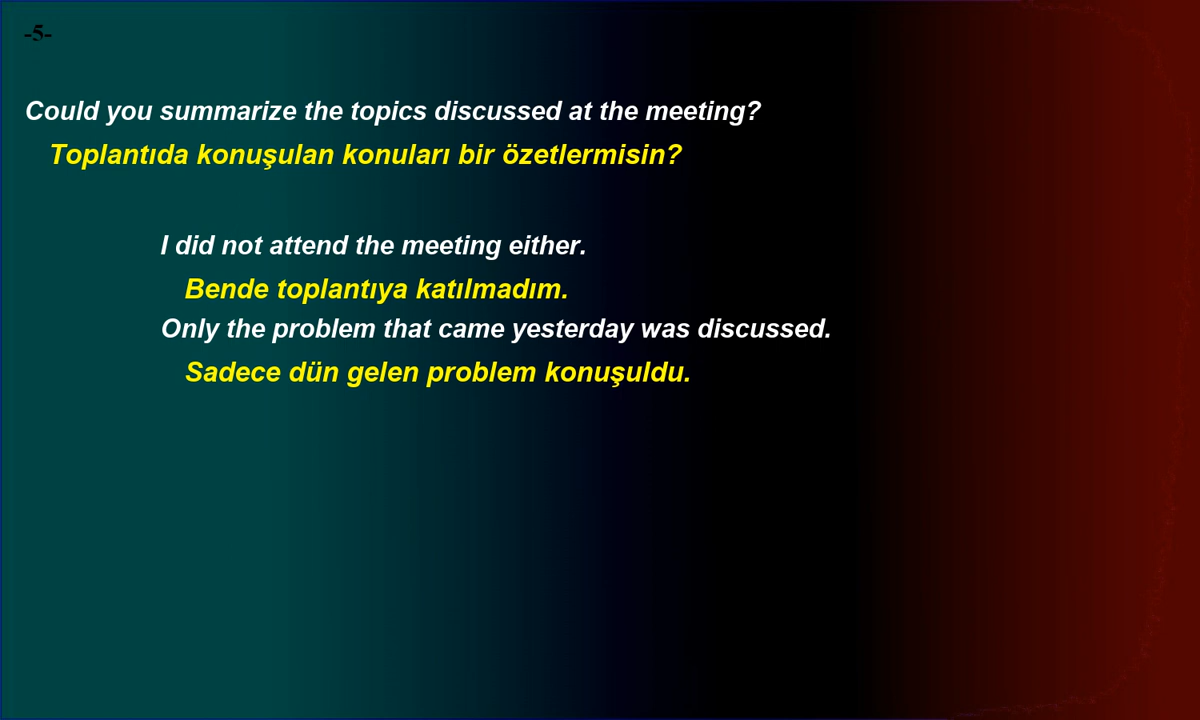 -5-
Could you summarize the topics discussed at the meeting?
Toplantıda konuşulan konuları bir özetlermisin?
I did not attend the meeting either.
Bende toplantıya katılmadım.
Only the problem that came yesterday was discussed.
Sadece dün gelen problem konuşuldu.